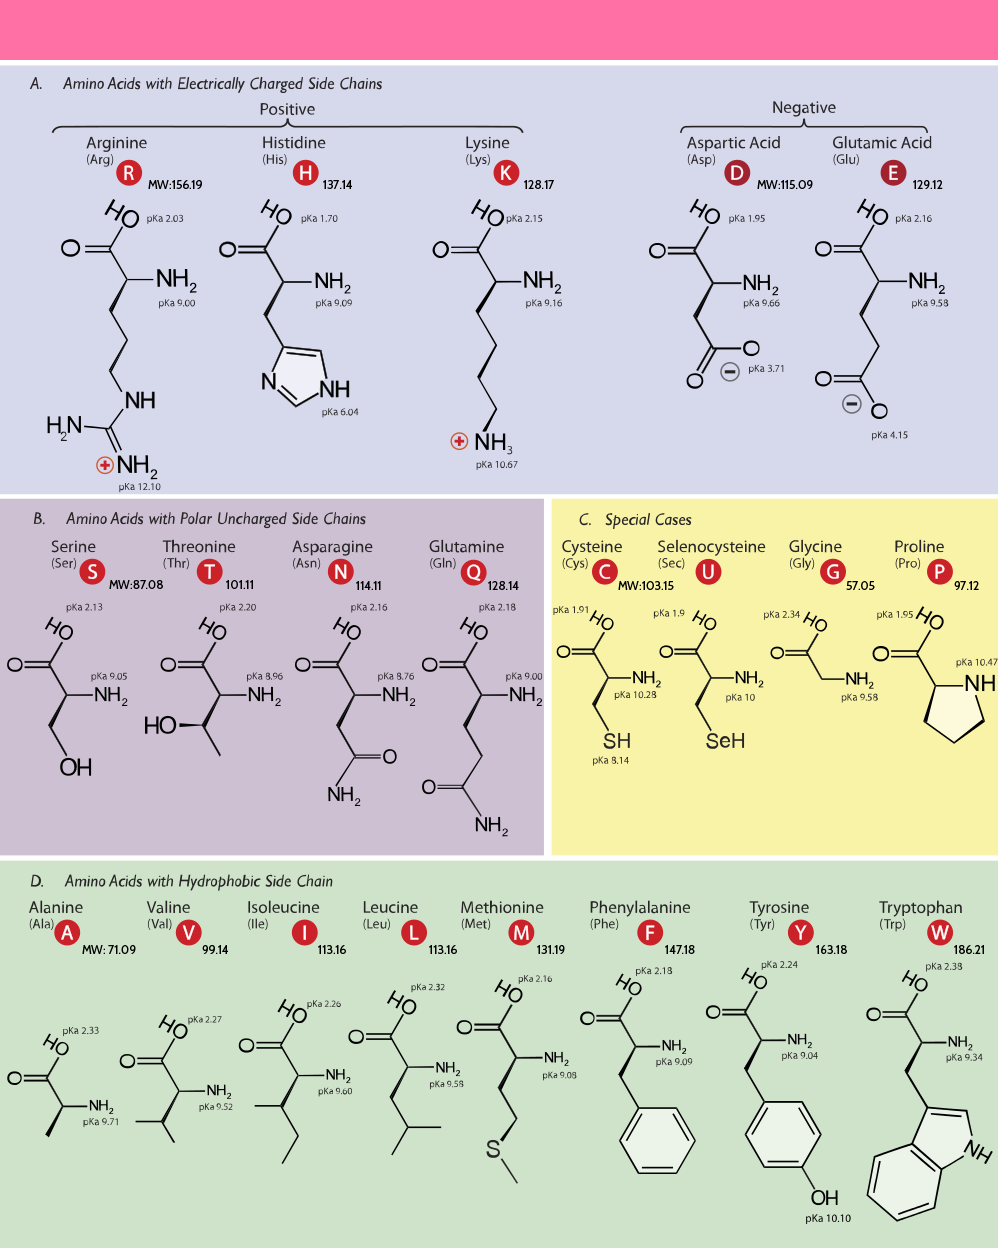 A. Amino Acids with Electrically Charged Side Chains
Positive
Negative
Arginine
(Arg) R
MW:156.19
HO pKa 2.03
O
NH2
pKa 9.00
NH
H2N
+ NH2
pKa 12.10
Histidine
(His) H
137.14
HO pKa 1.70
O
NH2
pKa 9.09
N
NH
pKa 6.04
Lysine
(Lys) K
128.17
HO pKa 2.15
O
NH2
pKa 9.16
+ NH3
pKa 10.67
Aspartic Acid
(Asp) D
MW:115.09
HO pKa 1.95
O
NH2
pKa 9.66
O
O − pKa 3.71
Glutamic Acid
(Glu) E
129.12
HO pKa 2.16
O
NH2
pKa 9.58
O
− O
pKa 4.15
B. Amino Acids with Polar Uncharged Side Chains
Serine
(Ser) S
MW:87.08
pKa 2.13
HO
O
pKa 9.05
NH2
OH
Threonine
(Thr) T
101.11
pKa 2.20
HO
O
pKa 8.96
NH2
HO
Asparagine
(Asn) N
114.11
pKa 2.16
HO
O
pKa 8.76
NH2
O
NH2
Glutamine
(Gln) Q
128.14
pKa 2.18
HO
O
pKa 9.00
NH2
O
NH2
C. Special Cases
Cysteine
(Cys) C
MW:103.15
pKa 1.91 HO
O
NH2
pKa 10.28
SH
pKa 8.14
Selenocysteine
(Sec) U
pKa 1.9 HO
O
NH2
pKa 10
SeH
Glycine
(Gly) G
57.05
pKa 2.34 HO
O
NH2
pKa 9.58
Proline
(Pro) P
97.12
pKa 1.95 HO
O
pKa 10.47
NH
D. Amino Acids with Hydrophobic Side Chain
Alanine
(Ala) A
MW: 71.09
pKa 2.33
HO
O
NH2
pKa 9.71
Valine
(Val) V
99.14
HO pKa 2.27
O
NH2
pKa 9.52
Isoleucine
(Ile) I
113.16
HO pKa 2.26
O
NH2
pKa 9.60
Leucine
(Leu) L
113.16
pKa 2.32
HO
O
NH2
pKa 9.58
Methionine
(Met) M
131.19
pKa 2.16
HO
O
NH2
pKa 9.08
S
Phenylalanine
(Phe) F
147.18
pKa 2.18
HO
O
NH2
pKa 9.09
Tyrosine
(Tyr) Y
163.18
pKa 2.24
HO
O
NH2
pKa 9.04
OH
pKa 10.10
Tryptophan
(Trp) W
186.21
pKa 2.38
HO
O
NH2
pKa 9.34
NH